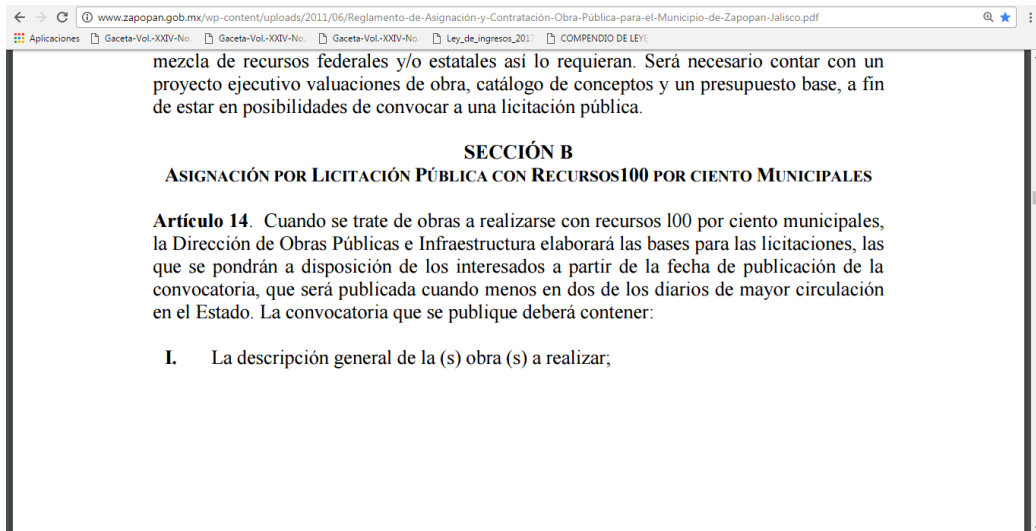 www.zapopan.gob.mx/wp-content/uploads/2011/06/Reglamento-de-Asignación-y-Contratación-Obra-Pública-para-el-Municipio-de-Zapopan-Jalisco.pdf
Aplicaciones Gaceta-Vol.-XXIV-No. Gaceta-Vol.-XXIV-No. Gaceta-Vol.-XXIV-No. Ley_de_ingresos_2017 COMPENDIO DE LEYE
mezcla de recursos federales y/o estatales así lo requieran. Será necesario contar con un
proyecto ejecutivo valuaciones de obra, catálogo de conceptos y un presupuesto base, a fin
de estar en posibilidades de convocar a una licitación pública.
SECCIÓN B
ASIGNACIÓN POR LICITACIÓN PÚBLICA CON RECURSOS100 POR CIENTO MUNICIPALES
Artículo 14. Cuando se trate de obras a realizarse con recursos l00 por ciento municipales,
la Dirección de Obras Públicas e Infraestructura elaborará las bases para las licitaciones, las
que se pondrán a disposición de los interesados a partir de la fecha de publicación de la
convocatoria, que será publicada cuando menos en dos de los diarios de mayor circulación
en el Estado. La convocatoria que se publique deberá contener:
I. La descripción general de la (s) obra (s) a realizar;